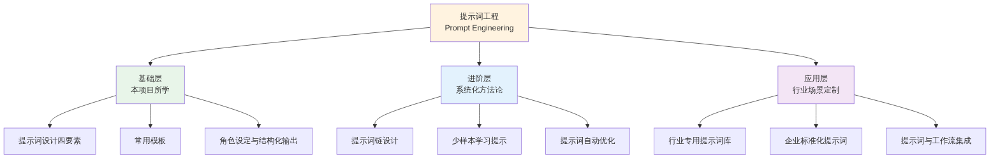 提示词工程
Prompt Engineering
基础层
本项目所学
进阶层
系统化方法论
应用层
行业场景定制
提示词设计四要素
常用模板
角色设定与结构化输出
提示词链设计
少样本学习提示
提示词自动优化
行业专用提示词库
企业标准化提示词
提示词与工作流集成